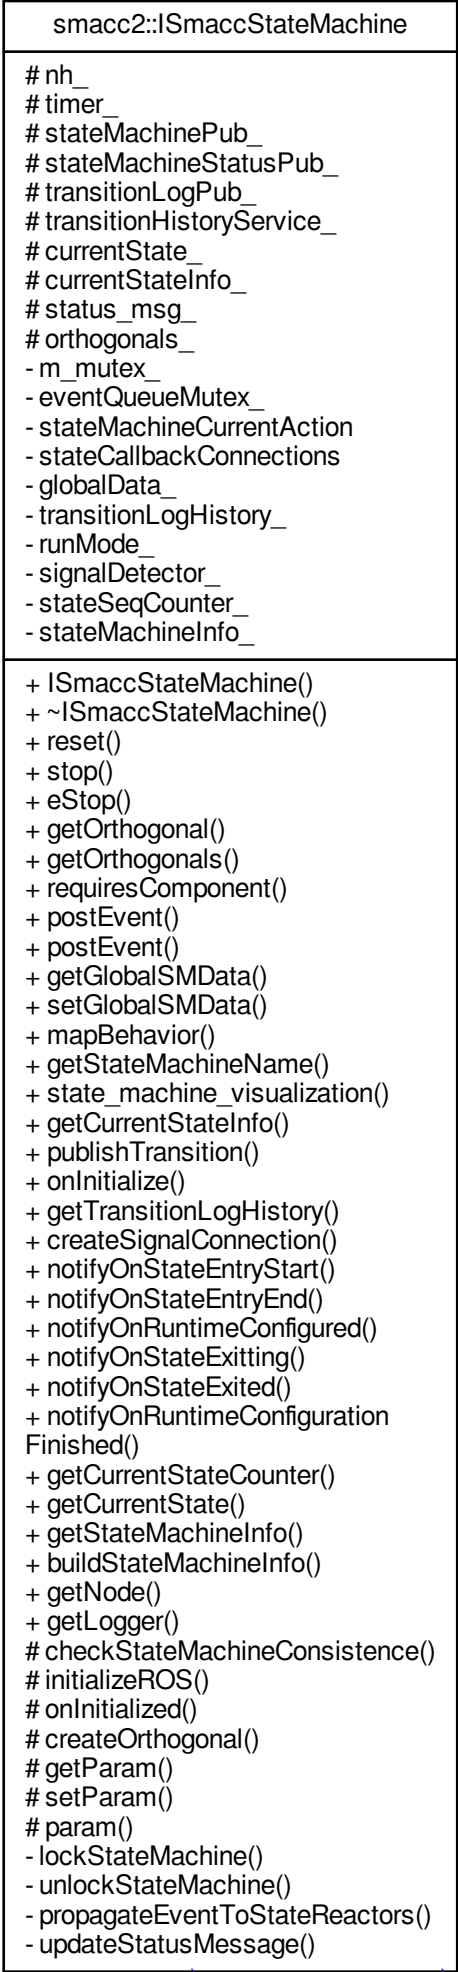 smacc2::ISmaccStateMachine
# nh_
# timer_
# stateMachinePub_
# stateMachineStatusPub_
# transitionLogPub_
# transitionHistoryService_
# currentState_
# currentStateInfo_
# status_msg_
# orthogonals_
- m_mutex_
- eventQueueMutex_
- stateMachineCurrentAction
- stateCallbackConnections
- globalData_
- transitionLogHistory_
- runMode_
- signalDetector_
- stateSeqCounter_
- stateMachineInfo_
+ ISmaccStateMachine()
+ ~ISmaccStateMachine()
+ reset()
+ stop()
+ eStop()
+ getOrthogonal()
+ getOrthogonals()
+ requiresComponent()
+ postEvent()
+ postEvent()
+ getGlobalSMData()
+ setGlobalSMData()
+ mapBehavior()
+ getStateMachineName()
+ state_machine_visualization()
+ getCurrentStateInfo()
+ publishTransition()
+ onInitialize()
+ getTransitionLogHistory()
+ createSignalConnection()
+ notifyOnStateEntryStart()
+ notifyOnStateEntryEnd()
+ notifyOnRuntimeConfigured()
+ notifyOnStateExitting()
+ notifyOnStateExited()
+ notifyOnRuntimeConfiguration
Finished()
+ getCurrentStateCounter()
+ getCurrentState()
+ getStateMachineInfo()
+ buildStateMachineInfo()
+ getNode()
+ getLogger()
# checkStateMachineConsistence()
# initializeROS()
# onInitialized()
# createOrthogonal()
# getParam()
# setParam()
# param()
- lockStateMachine()
- unlockStateMachine()
- propagateEventToStateReactors()
- updateStatusMessage()